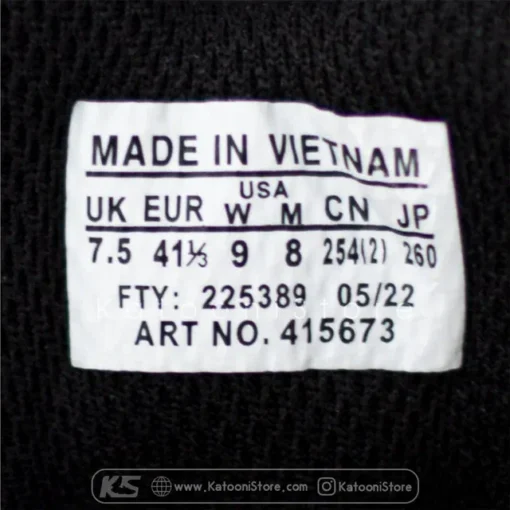 MADE IN VIETNAM
USA
UK EUR W M CN JP
7.5 41⅓ 9 8 254(2) 260
FTY: 225389 05/22
ART NO. 415673
KS www.KatooniStore.com KatooniStore